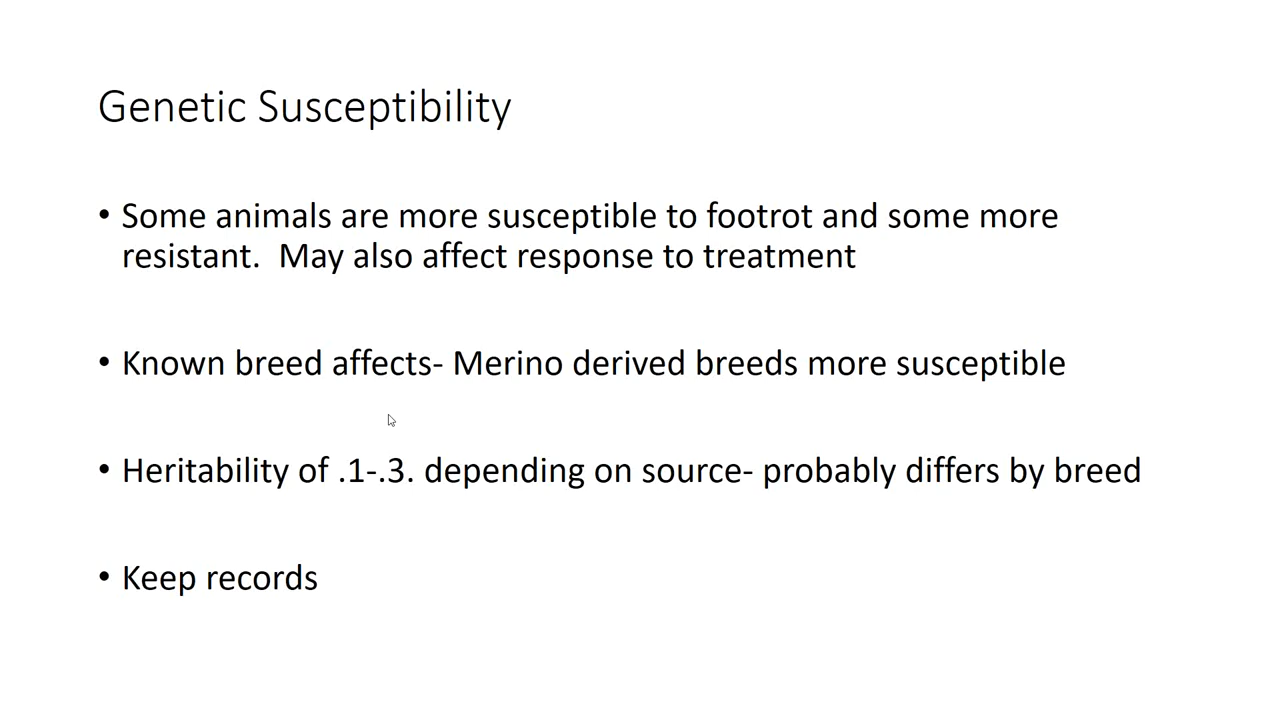 Genetic Susceptibility
• Some animals are more susceptible to footrot and some more
resistant.  May also affect response to treatment
• Known breed affects- Merino derived breeds more susceptible
• Heritability of .1-.3. depending on source- probably differs by breed
• Keep records